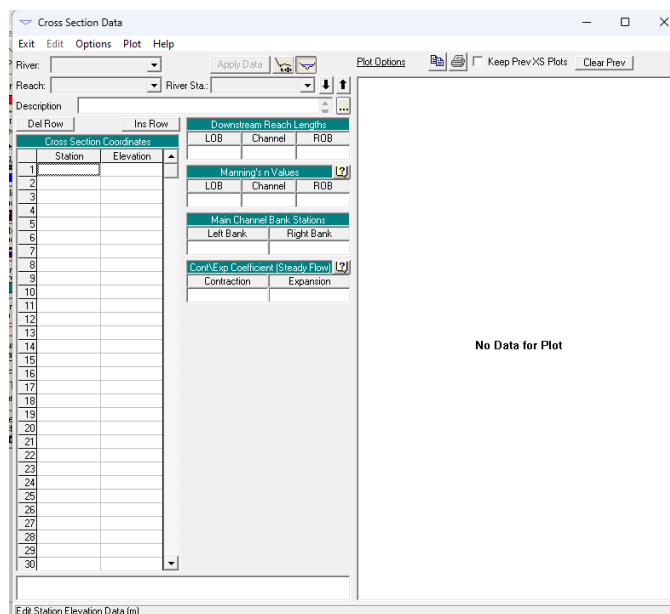 Cross Section Data
Exit Edit Options Plot Help
River: Apply Data Plot Options Keep Prev XS Plots Clear Prev
Reach: River Sta.:
Description ...
Del Row Ins Row Downstream Reach Lengths
Cross Section Coordinates LOB Channel ROB
Station Elevation
1 Manning's n Values
2 LOB Channel ROB
3
4
5 Main Channel Bank Stations
6 Left Bank Right Bank
7
8 Cont\Exp Coefficient (Steady Flow)
9 Contraction Expansion
10
11
12
13
14 No Data for Plot
15
16
17
18
19
20
21
22
23
24
25
26
27
28
29
30
Edit Station Elevation Data (m)